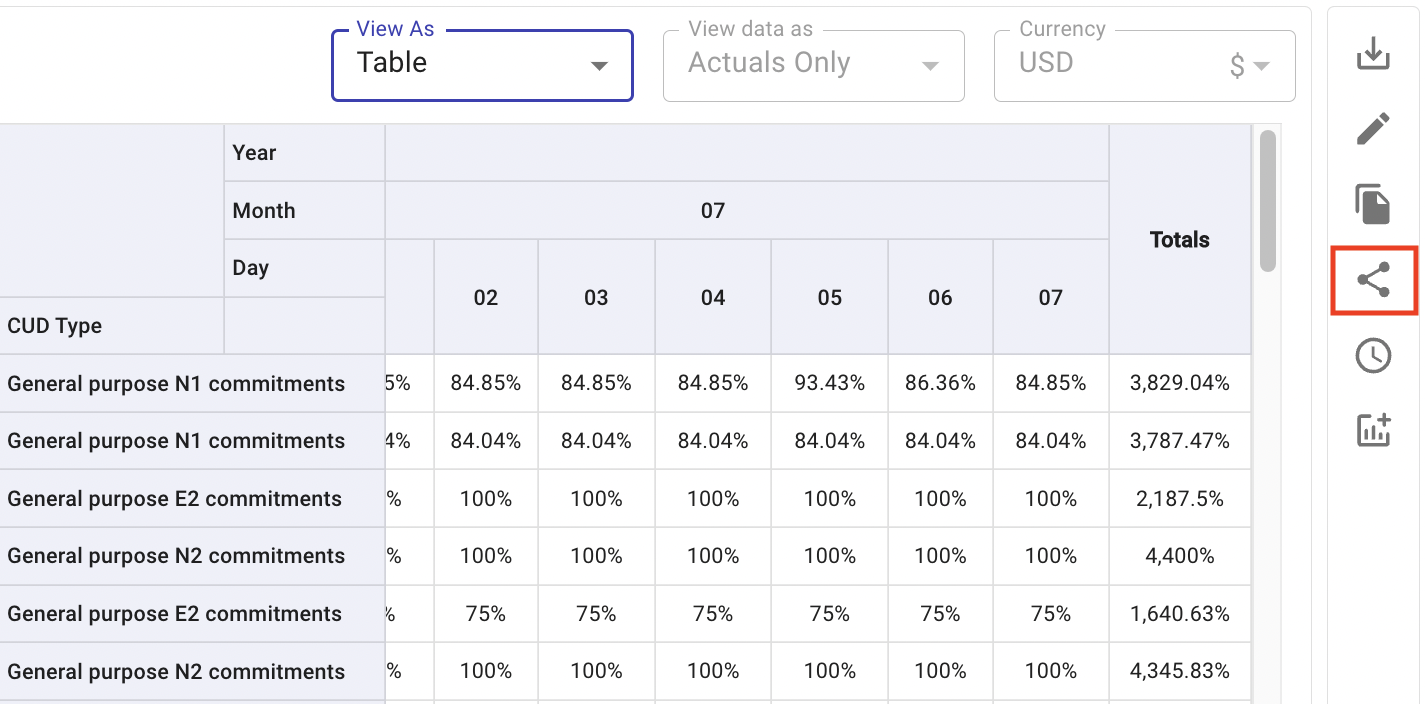 View As View data as Currency
Table Actuals Only USD $
Year
Month 07 Totals
Day
02 03 04 05 06 07
CUD Type
General purpose N1 commitments 5% 84.85% 84.85% 84.85% 93.43% 86.36% 84.85% 3,829.04%
General purpose N1 commitments 4% 84.04% 84.04% 84.04% 84.04% 84.04% 84.04% 3,787.47%
General purpose E2 commitments % 100% 100% 100% 100% 100% 100% 2,187.5%
General purpose N2 commitments % 100% 100% 100% 100% 100% 100% 4,400%
General purpose E2 commitments % 75% 75% 75% 75% 75% 75% 1,640.63%
General purpose N2 commitments % 100% 100% 100% 100% 100% 100% 4,345.83%